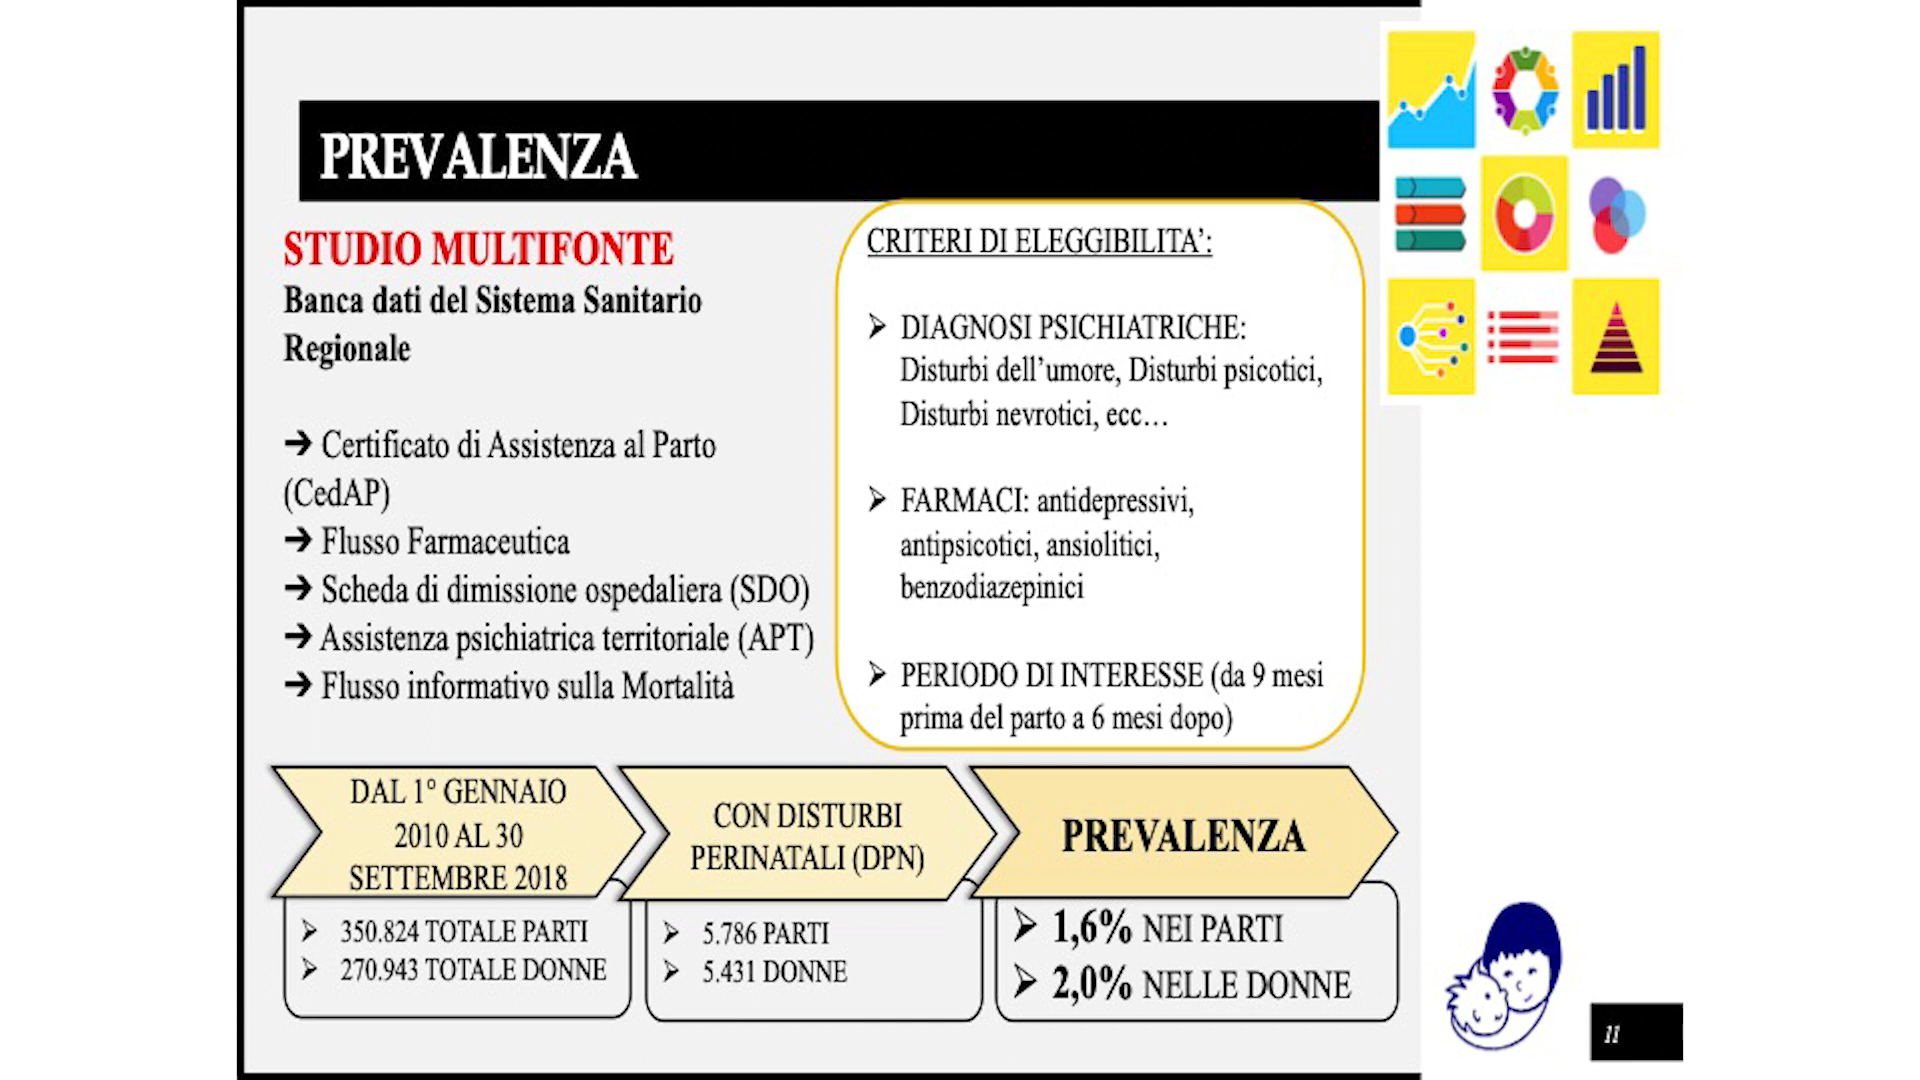 PREVALENZA
STUDIO MULTIFONTE
Banca dati del Sistema Sanitario
Regionale
➔ Certificato di Assistenza al Parto
(CedAP)
➔ Flusso Farmaceutica
➔ Scheda di dimissione ospedaliera (SDO)
➔ Assistenza psichiatrica territoriale (APT)
➔ Flusso informativo sulla Mortalità
CRITERI DI ELEGGIBILITA’:
➢ DIAGNOSI PSICHIATRICHE:
Disturbi dell’umore, Disturbi psicotici,
Disturbi nevrotici, ecc…
➢ FARMACI: antidepressivi,
antipsicotici, ansiolitici,
benzodiazepinici
➢ PERIODO DI INTERESSE (da 9 mesi
prima del parto a 6 mesi dopo)
DAL 1° GENNAIO
2010 AL 30
SETTEMBRE 2018
➢ 350.824 TOTALE PARTI
➢ 270.943 TOTALE DONNE
CON DISTURBI
PERINATALI (DPN)
➢ 5.786 PARTI
➢ 5.431 DONNE
PREVALENZA
➢ 1,6% NEI PARTI
➢ 2,0% NELLE DONNE
11